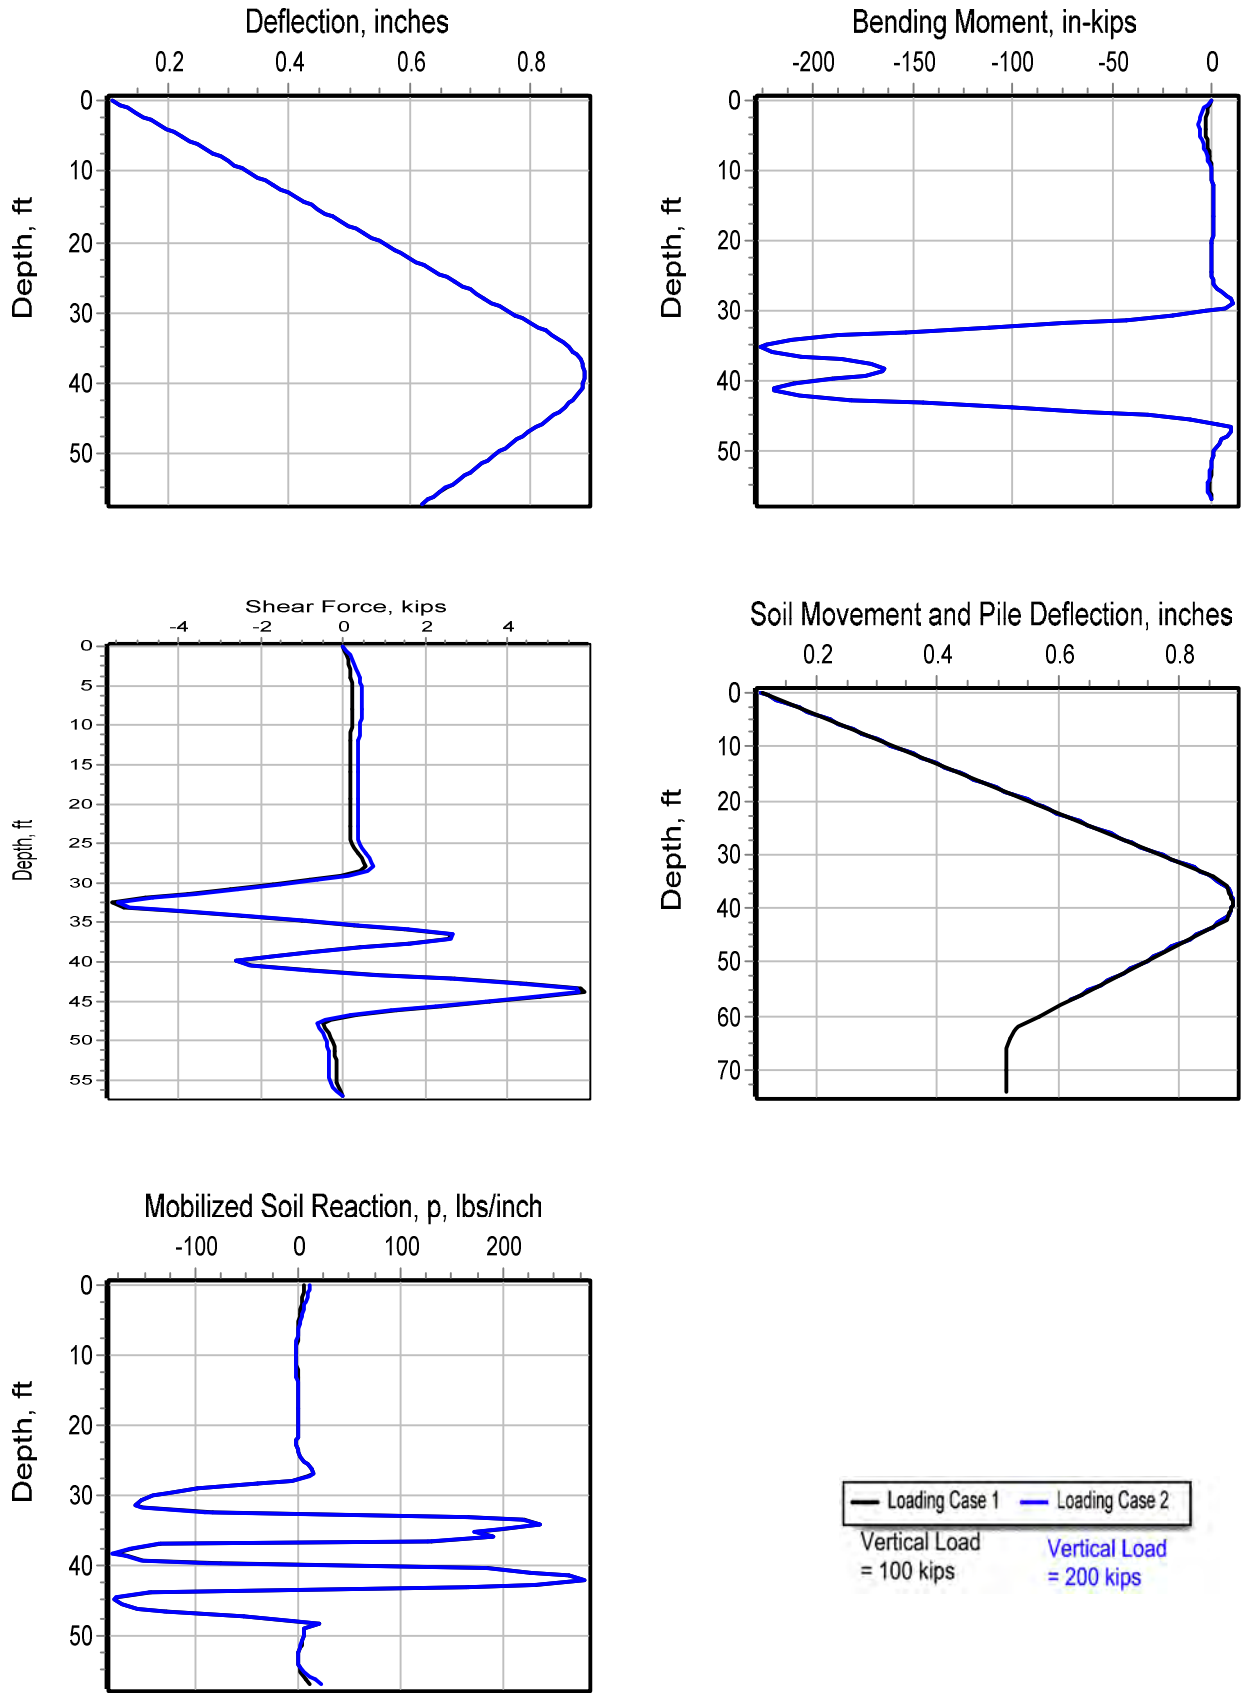 Deflection, inches
0.2 0.4 0.6 0.8
0
10
20
30
40
50
Depth, ft
Bending Moment, in-kips
-200 -150 -100 -50 0
0
10
20
30
40
50
Depth, ft
Shear Force, kips
-4 -2 0 2 4
0
5
10
15
20
25
30
35
40
45
50
55
Depth, ft
Soil Movement and Pile Deflection, inches
0.2 0.4 0.6 0.8
0
10
20
30
40
50
60
70
Depth, ft
Mobilized Soil Reaction, p, lbs/inch
-100 0 100 200
0
10
20
30
40
50
Depth, ft
Loading Case 1 Loading Case 2
Vertical Load
= 100 kips
Vertical Load
= 200 kips